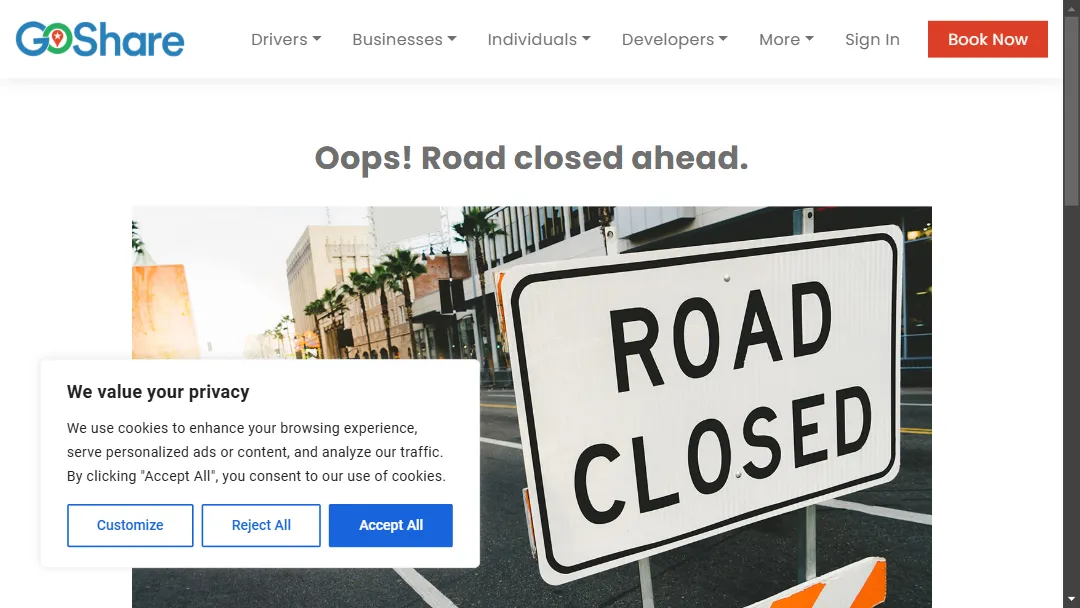 GoShare
Drivers
Businesses
Individuals
Developers
More
Sign In
Book Now
Oops! Road closed ahead.
ROAD
CLOSED
We value your privacy
We use cookies to enhance your browsing experience,
serve personalized ads or content, and analyze our traffic.
By clicking "Accept All", you consent to our use of cookies.
Customize
Reject All
Accept All